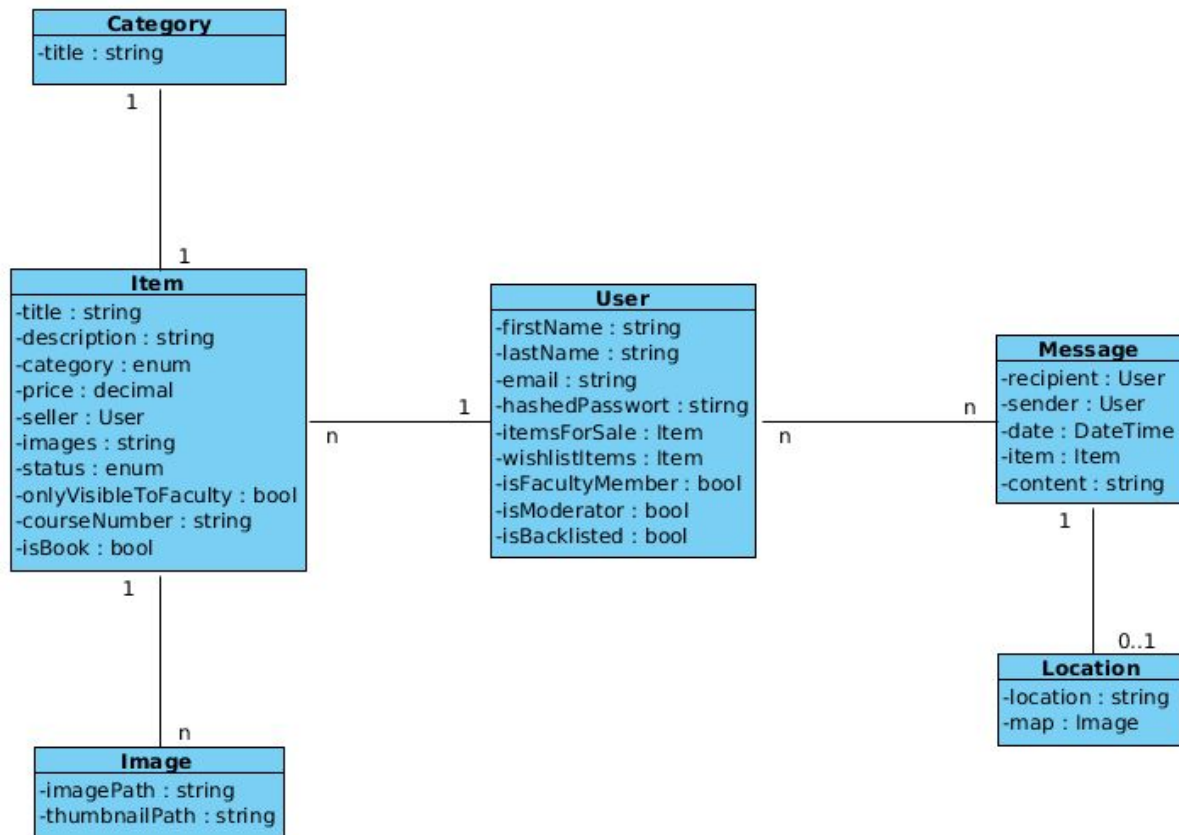 Category
-title : string
1
1
Item
-title : string
-description : string
-category : enum
-price : decimal
-seller : User
-images : string
-status : enum
-onlyVisibleToFaculty : bool
-courseNumber : string
-isBook : bool
n
1
User
-firstName : string
-lastName : string
-email : string
-hashedPasswort : stirng
-itemsForSale : Item
-wishlistItems : Item
-isFacultyMember : bool
-isModerator : bool
-isBacklisted : bool
n
n
Message
-recipient : User
-sender : User
-date : DateTime
-item : Item
-content : string
1
0..1
Location
-location : string
-map : Image
1
n
Image
-imagePath : string
-thumbnailPath : string